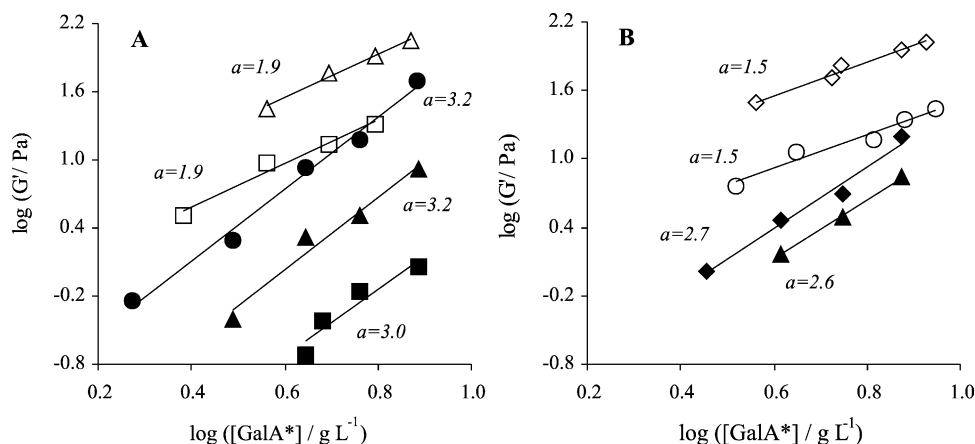 A
2.2
1.6
1.0
0.4
-0.2
-0.8
log (G'/ Pa)
a=1.9
a=3.2
a=1.9
a=3.2
a=3.0
0.2 0.4 0.6 0.8 1.0
log ([GalA*] / g L-1)
B
2.2
1.6
1.0
0.4
-0.2
-0.8
log (G'/ Pa)
a=1.5
a=1.5
a=2.7
a=2.6
0.2 0.4 0.6 0.8 1.0
log ([GalA*] / g L-1)